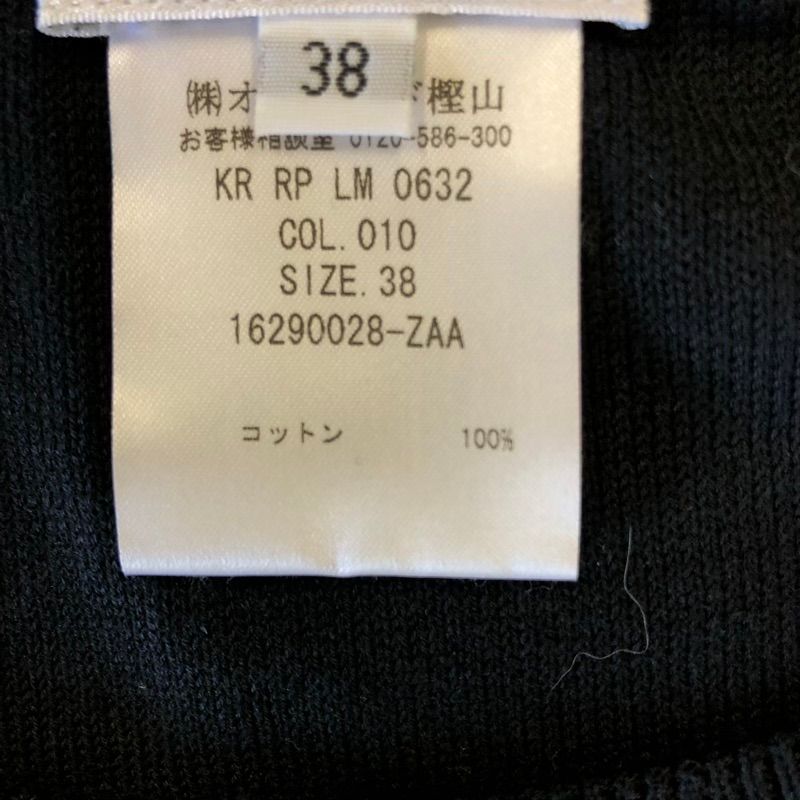 38
㈱オ ド樫山
お客様相談室 0120-586-300
KR RP LM 0632
COL.010
SIZE.38
16290028-ZAA
コットン 100%